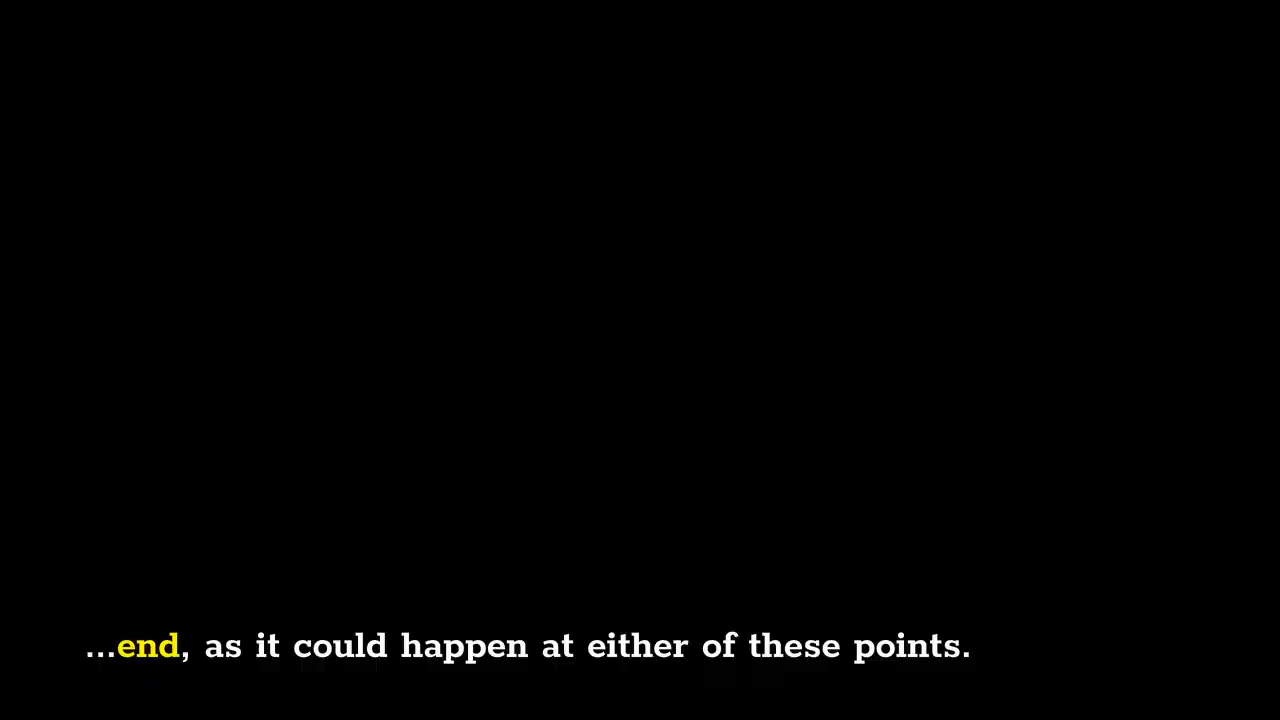 ...end, as it could happen at either of these points.